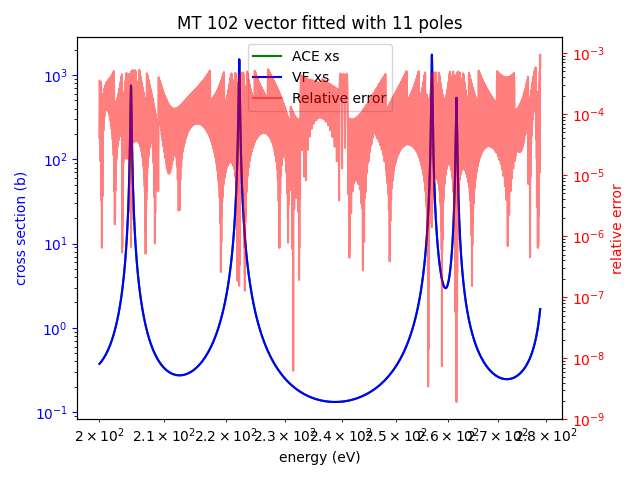 MT 102 vector fitted with 11 poles
ACE xs
VF xs
Relative error
cross section (b)
10³
10²
10¹
10⁰
10⁻¹
10⁻³
10⁻⁴
10⁻⁵
10⁻⁶
10⁻⁷
10⁻⁸
10⁻⁹
relative error
2 × 10² 2.1 × 10² 2.2 × 10² 2.3 × 10² 2.4 × 10² 2.5 × 10² 2.6 × 10² 2.7 × 10² 2.8 × 10²
energy (eV)